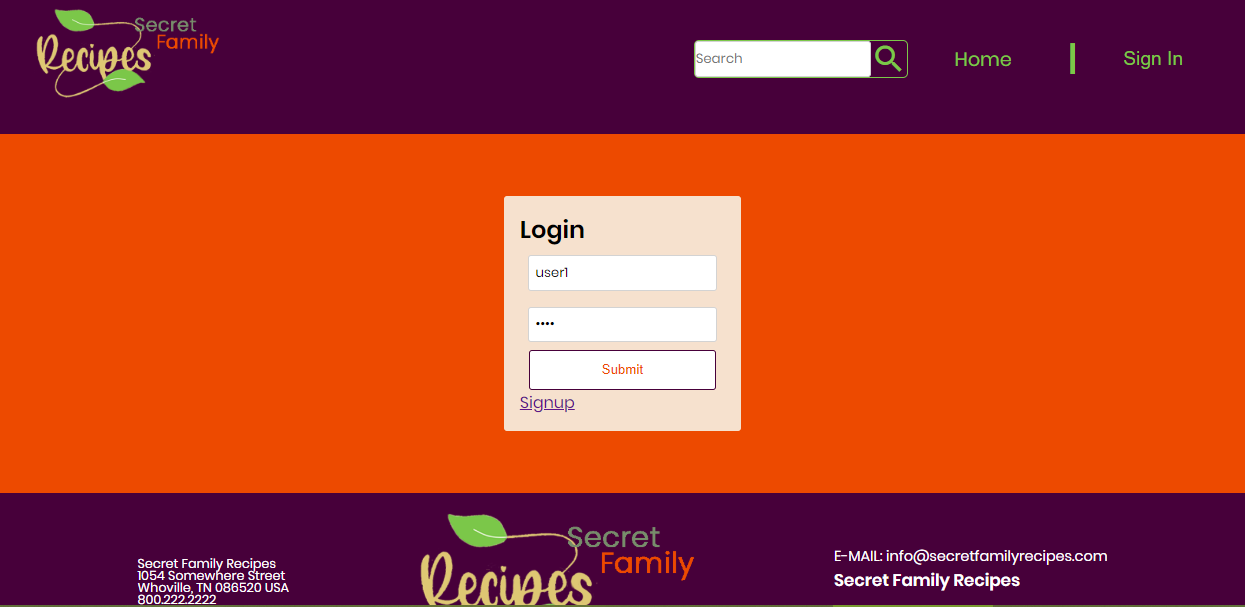 Secret
Family
Recipes
Search
Home
Sign In
Login
user1
••••
Submit
Signup
Secret Family Recipes
1054 Somewhere Street
Whoville, TN 086520 USA
800.222.2222
Secret
Family
Recipes
E-MAIL: info@secretfamilyrecipes.com
Secret Family Recipes